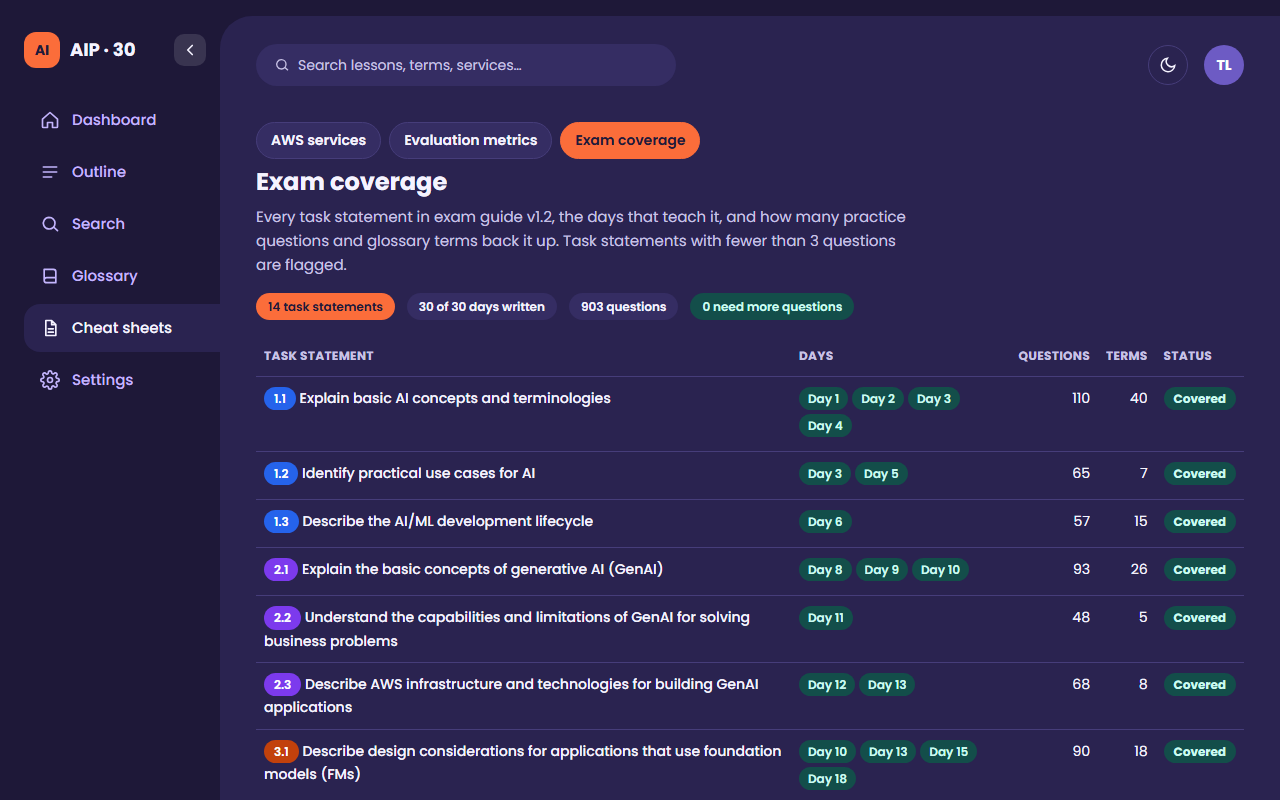 AI AIP · 30
Dashboard
Outline
Search
Glossary
Cheat sheets
Settings
Search lessons, terms, services...
TL
AWS services Evaluation metrics Exam coverage
Exam coverage
Every task statement in exam guide v1.2, the days that teach it, and how many practice
questions and glossary terms back it up. Task statements with fewer than 3 questions
are flagged.
14 task statements 30 of 30 days written 903 questions 0 need more questions
TASK STATEMENT DAYS QUESTIONS TERMS STATUS
1.1 Explain basic AI concepts and terminologies Day 1 Day 2 Day 3 110 40 Covered
Day 4
1.2 Identify practical use cases for AI Day 3 Day 5 65 7 Covered
1.3 Describe the AI/ML development lifecycle Day 6 57 15 Covered
2.1 Explain the basic concepts of generative AI (GenAI) Day 8 Day 9 Day 10 93 26 Covered
2.2 Understand the capabilities and limitations of GenAI for solving Day 11 48 5 Covered
business problems
2.3 Describe AWS infrastructure and technologies for building GenAI Day 12 Day 13 68 8 Covered
applications
3.1 Describe design considerations for applications that use foundation Day 10 Day 13 Day 15 90 18 Covered
models (FMs) Day 18